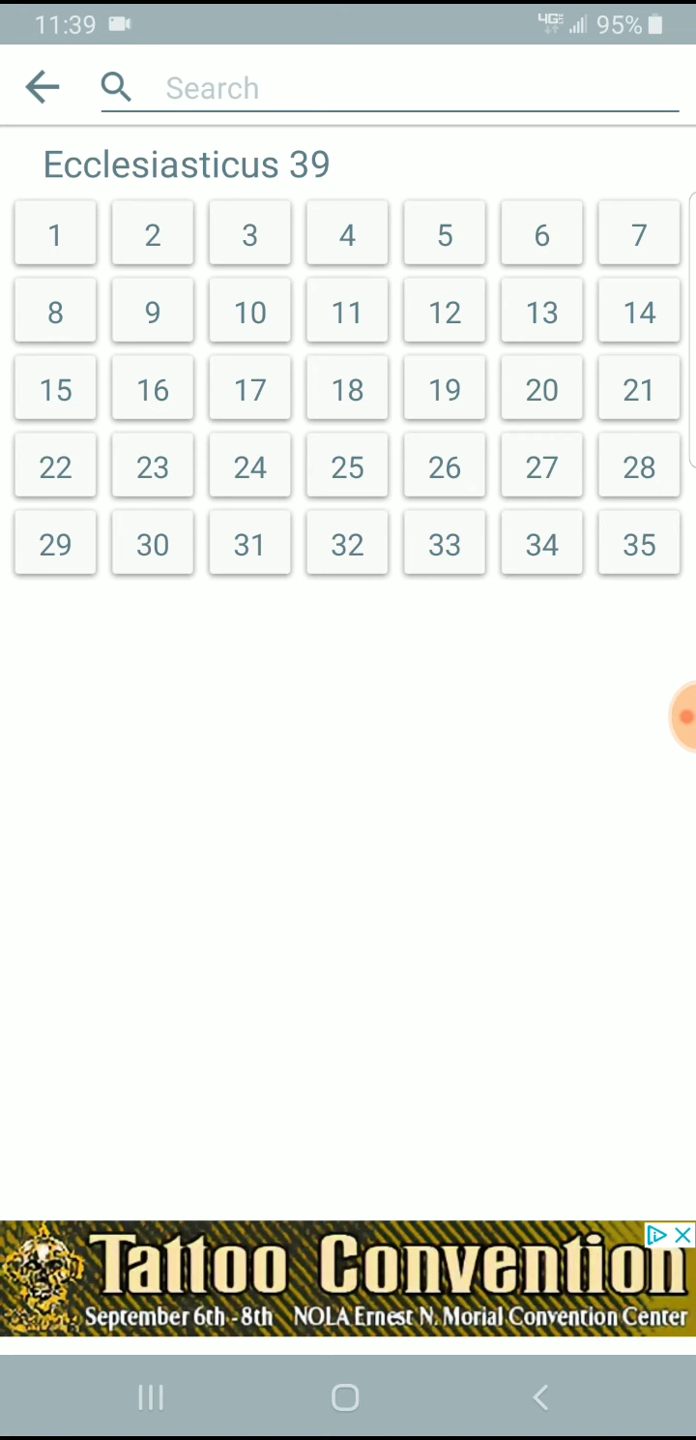 11:39 4GE 95%
Search
Ecclesiasticus 39
1 2 3 4 5 6 7
8 9 10 11 12 13 14
15 16 17 18 19 20 21
22 23 24 25 26 27 28
29 30 31 32 33 34 35
Tattoo Convention
September 6th - 8th NOLA Ernest N. Morial Convention Center